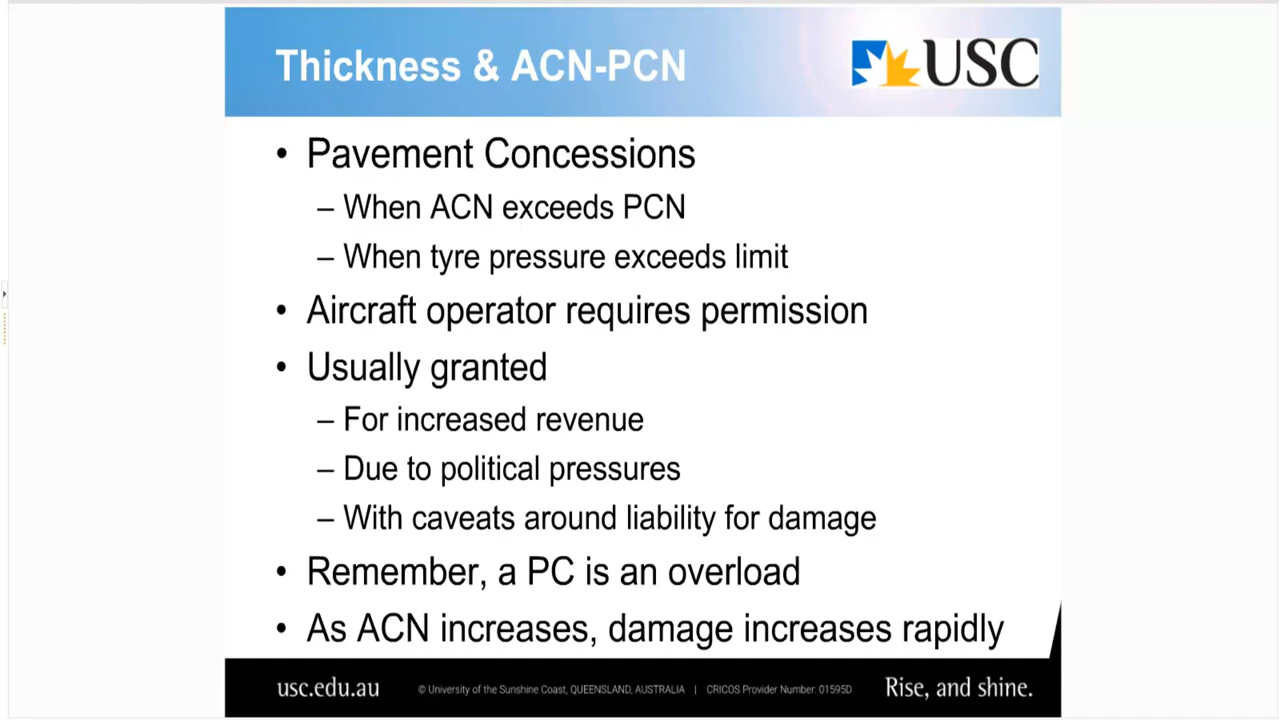 Thickness & ACN-PCN
USC
• Pavement Concessions
– When ACN exceeds PCN
– When tyre pressure exceeds limit
• Aircraft operator requires permission
• Usually granted
– For increased revenue
– Due to political pressures
– With caveats around liability for damage
• Remember, a PC is an overload
• As ACN increases, damage increases rapidly
usc.edu.au © University of the Sunshine Coast, QUEENSLAND, AUSTRALIA | CRICOS Provider Number: 01595D Rise, and shine.